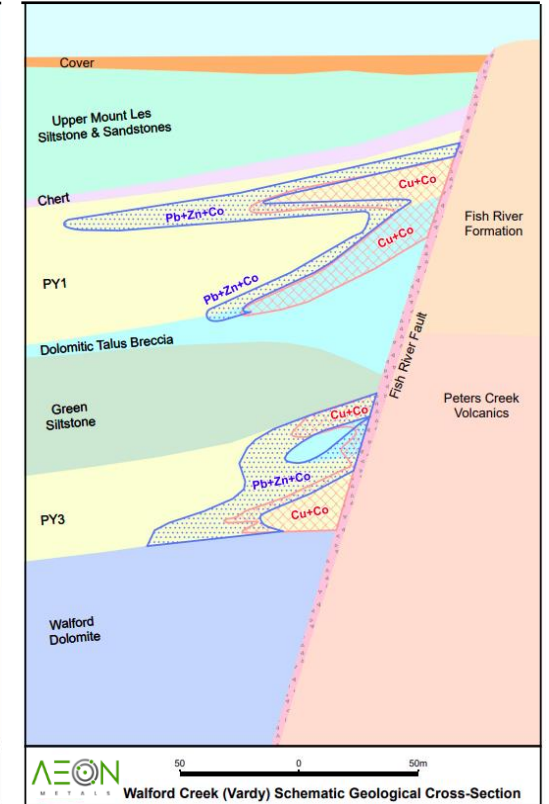 Cover
Upper Mount Les
Siltstone & Sandstones
Chert
Pb+Zn+Co
Cu+Co
Fish River
Formation
Cu+Co
PY1
Pb+Zn+Co
Dolomitic Talus Breccia
Fish River Fault
Green
Siltstone
Cu+Co
Peters Creek
Volcanics
Pb+Zn+Co
PY3
Cu+Co
Walford
Dolomite
AEON
METALS
50
0
50m
Walford Creek (Vardy) Schematic Geological Cross-Section